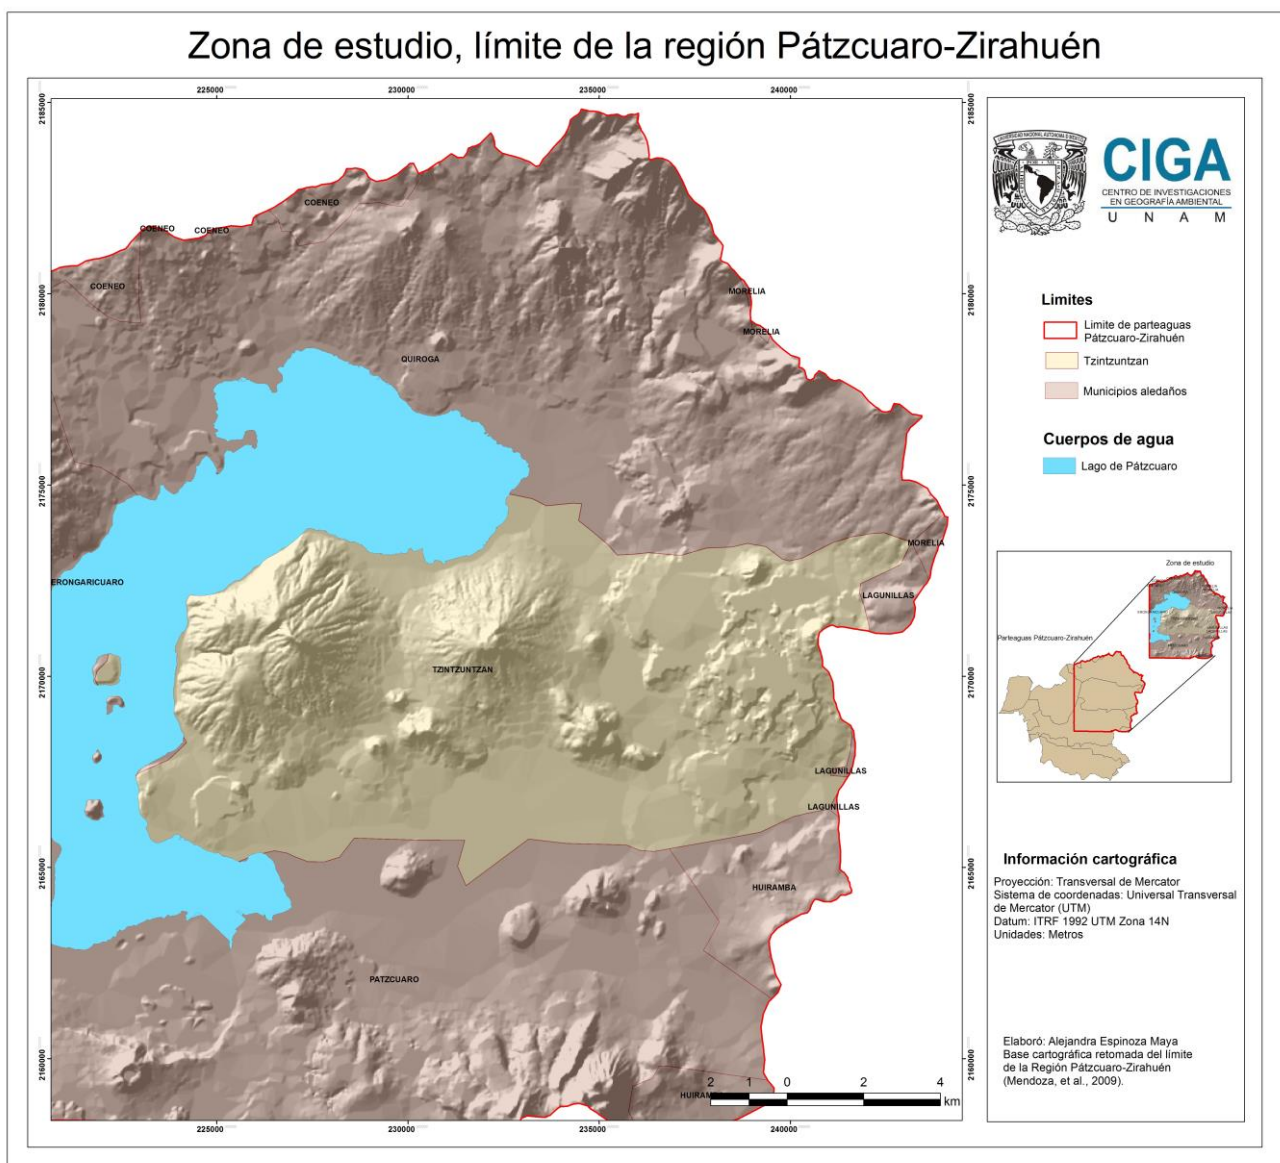 Zona de estudio, límite de la región Pátzcuaro-Zirahuén
225000
230000
235000
240000
2185000
2180000
2175000
2170000
2165000
2160000
2185000
2180000
2175000
2170000
2165000
2160000
COENEO
COENEO
COENEO
COENEO
MORELIA
MORELIA
QUIROGA
MORELIA
ERONGARICUARO
LAGUNILLAS
TZINTZUNTZAN
LAGUNILLAS
LAGUNILLAS
HUIRAMBA
PATZCUARO
HUIRAM
2 1 0 2 4
km
225000
230000
235000
240000
CIGA
CENTRO DE INVESTIGACIONES
EN GEOGRAFÍA AMBIENTAL
U N A M
Limites
Limite de parteaguas
Pátzcuaro-Zirahuén
Tzintzuntzan
Municipios aledaños
Cuerpos de agua
Lago de Pátzcuaro
Zona de estudio
Parteaguas Pátzcuaro-Zirahuén
Información cartográfica
Proyección: Transversal de Mercator
Sistema de coordenadas: Universal Transversal
de Mercator (UTM)
Datum: ITRF 1992 UTM Zona 14N
Unidades: Metros
Elaboró: Alejandra Espinoza Maya
Base cartográfica retomada del límite
de la Región Pátzcuaro-Zirahuén
(Mendoza, et al., 2009).